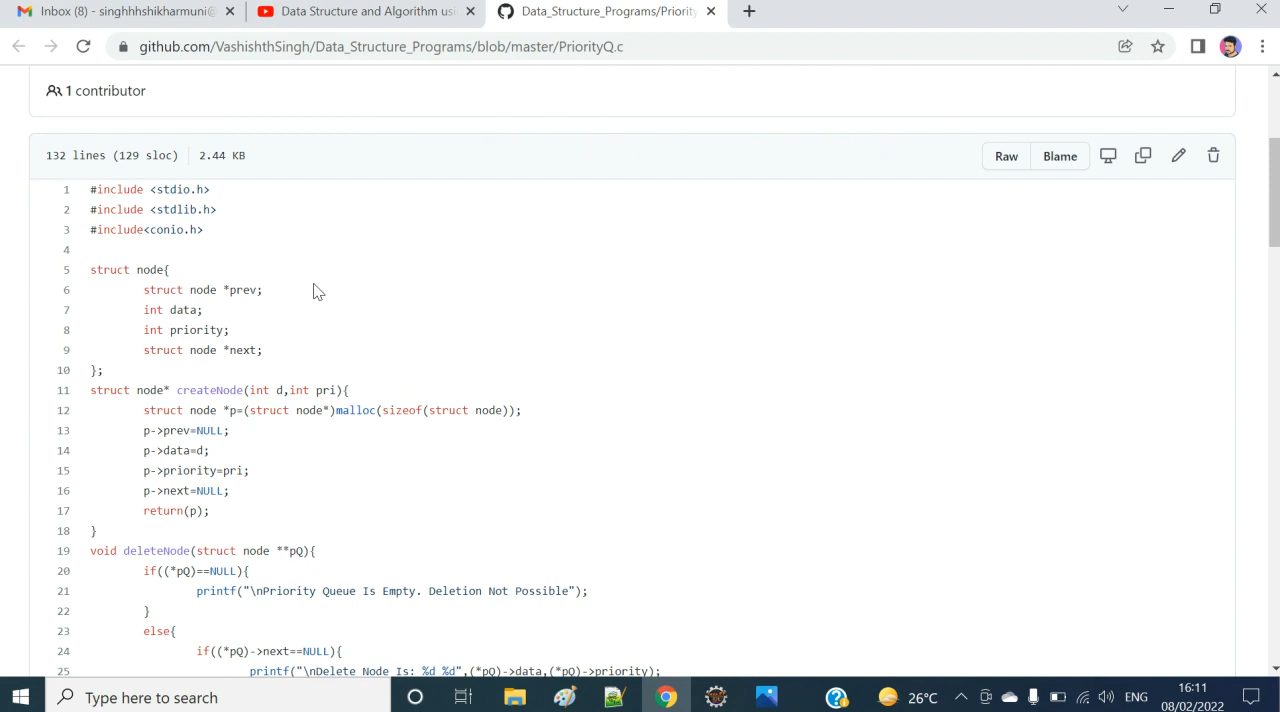 Inbox (8) - singhhhshikharmuni@
Data Structure and Algorithm usi
Data_Structure_Programs/Priority
github.com/VashishthSingh/Data_Structure_Programs/blob/master/PriorityQ.c
1 contributor
132 lines (129 sloc) 2.44 KB
Raw Blame
1 #include <stdio.h>
2 #include <stdlib.h>
3 #include<conio.h>
4
5 struct node{
6 struct node *prev;
7 int data;
8 int priority;
9 struct node *next;
10 };
11 struct node* createNode(int d,int pri){
12 struct node *p=(struct node*)malloc(sizeof(struct node));
13 p->prev=NULL;
14 p->data=d;
15 p->priority=pri;
16 p->next=NULL;
17 return(p);
18 }
19 void deleteNode(struct node **pQ){
20 if((*pQ)==NULL){
21 printf("\nPriority Queue Is Empty. Deletion Not Possible");
22 }
23 else{
24 if((*pQ)->next==NULL){
25 printf("\nDelete Node Is: %d %d",(*pQ)->data,(*pQ)->priority);
Type here to search
26°C
ENG
16:11
08/02/2022